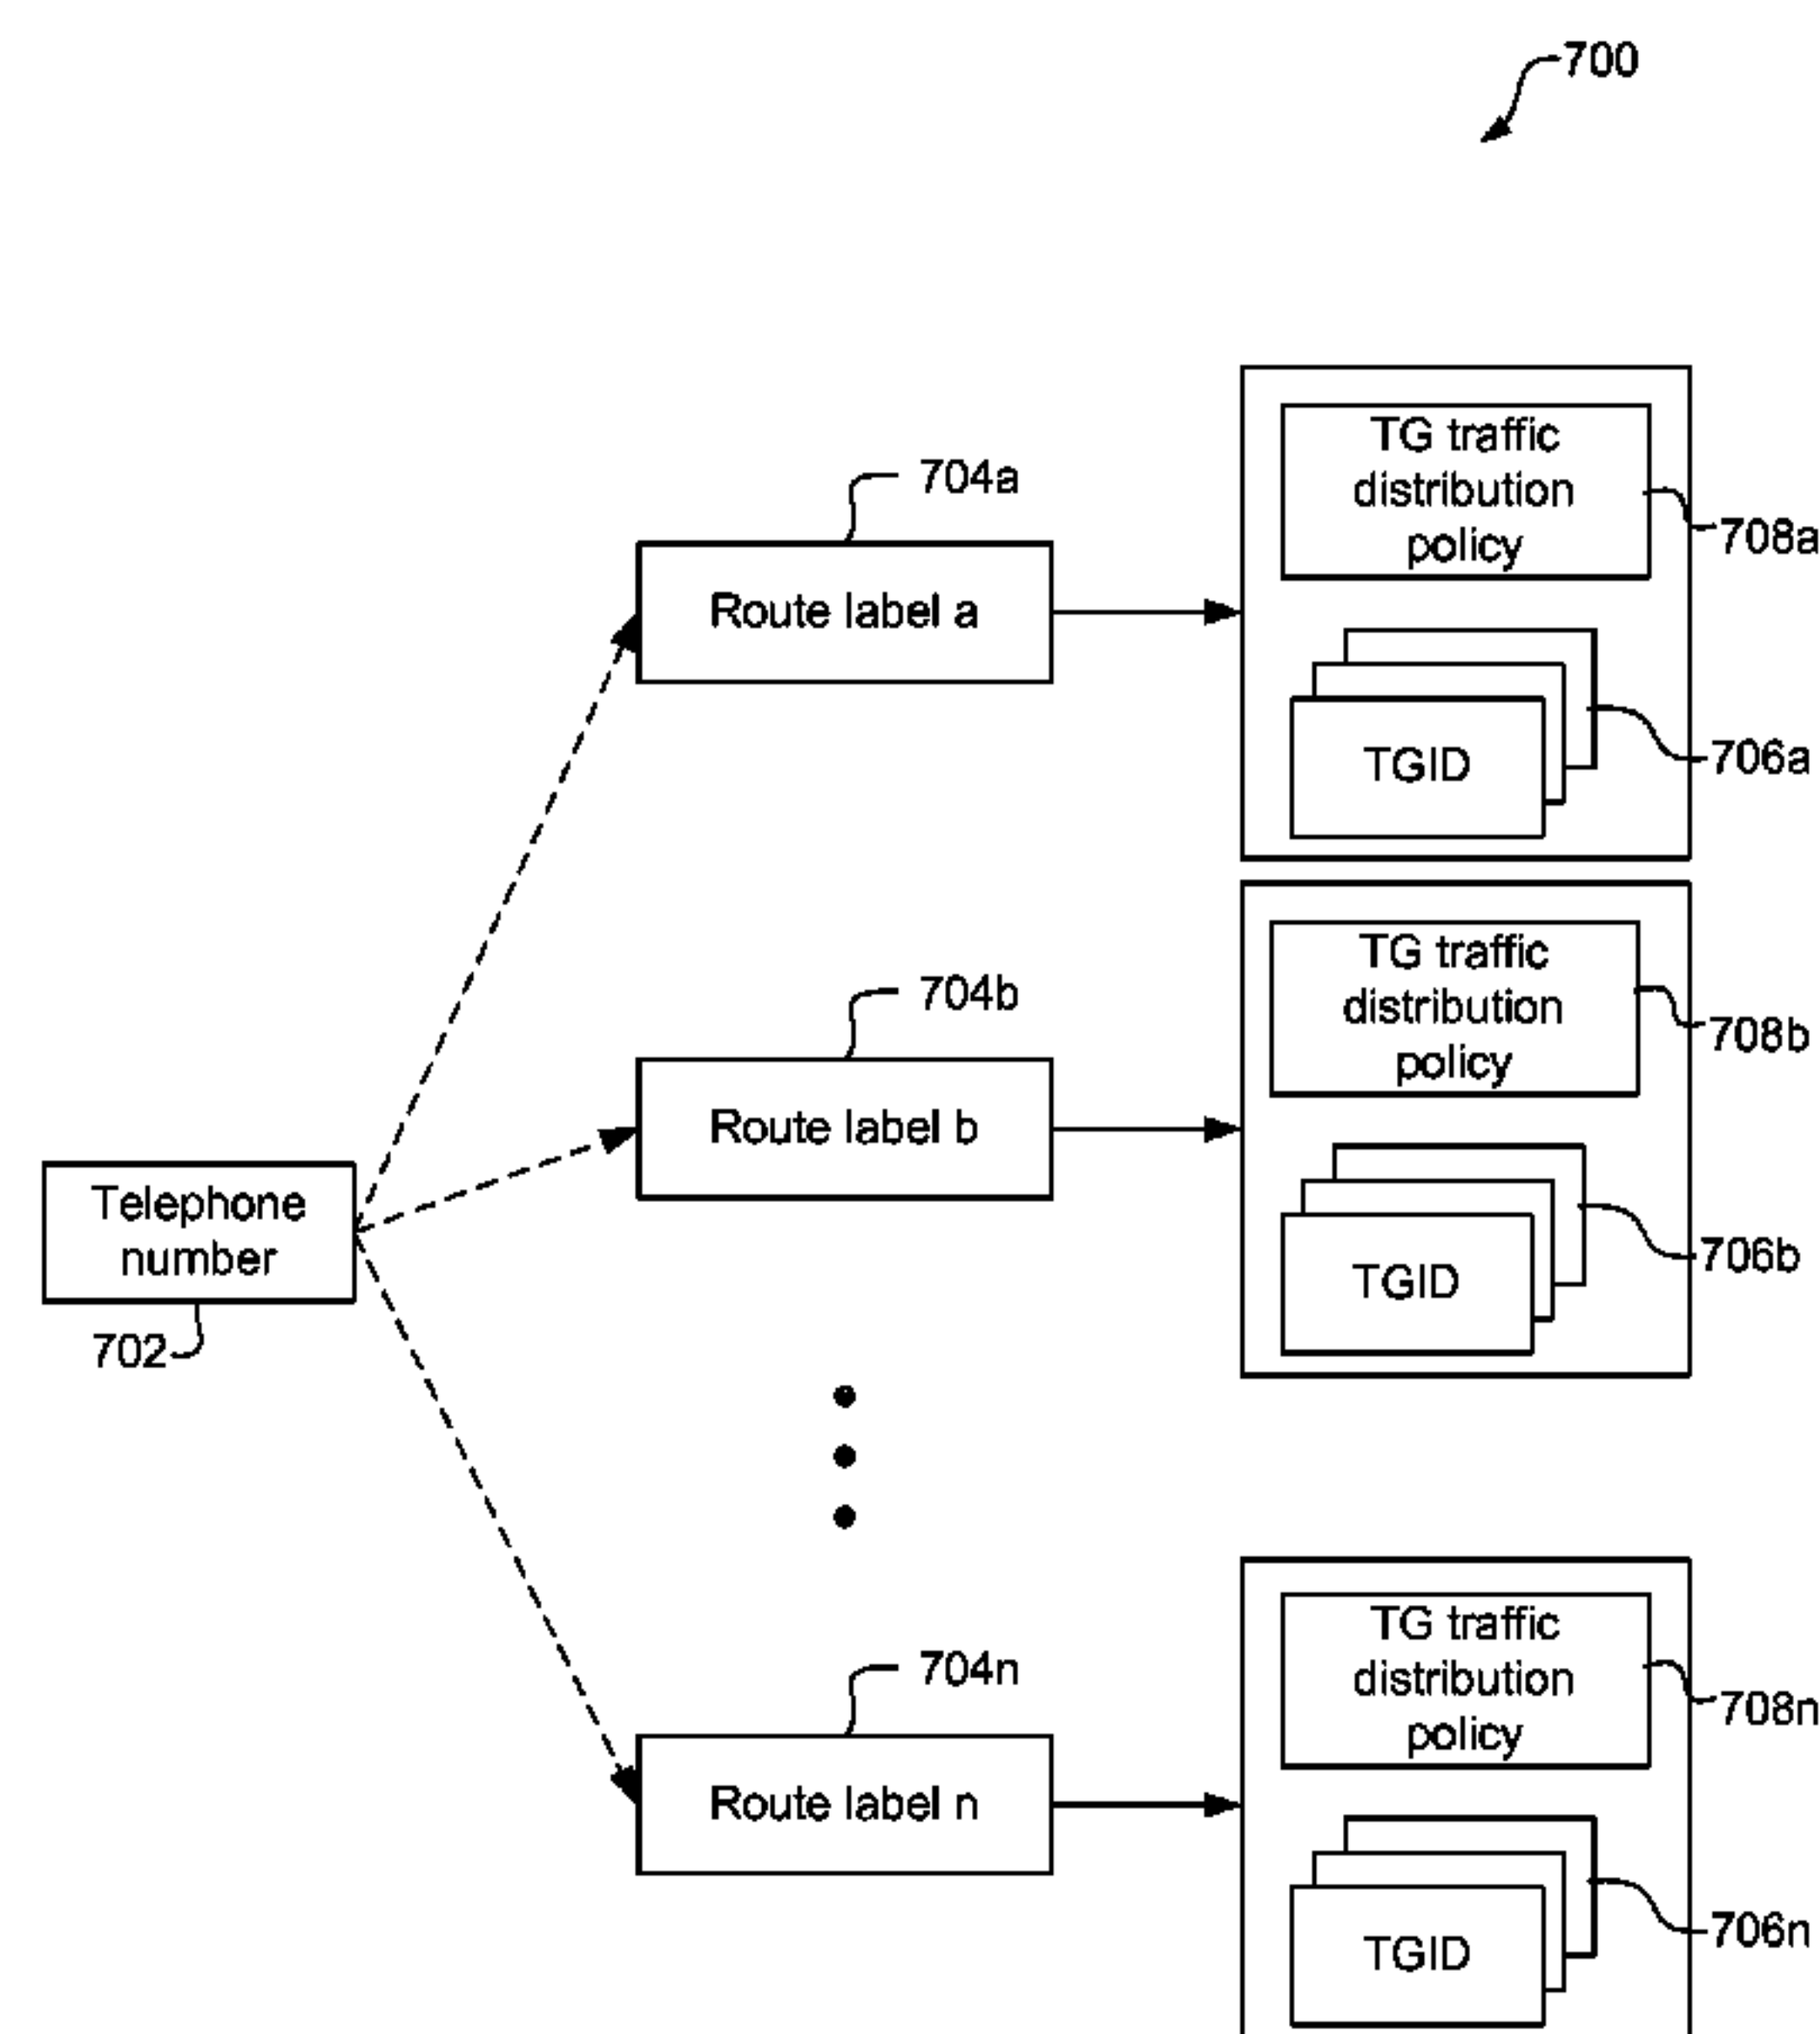 700
TG traffic
distribution
policy
708a
704a
Route label a
TGID
706a
TG traffic
distribution
policy
708b
704b
Route label b
TGID
706b
Telephone
number
702
TG traffic
distribution
policy
708n
704n
Route label n
TGID
706n